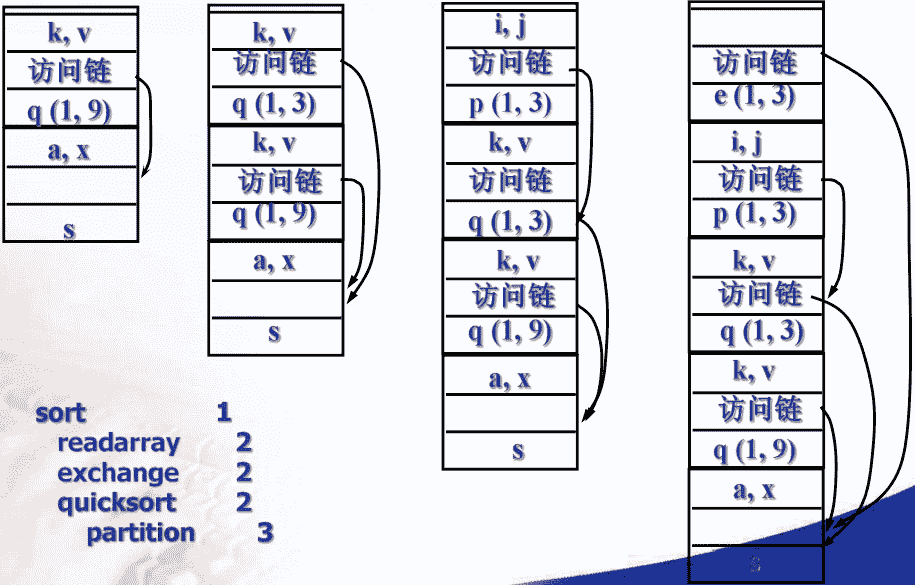 k, v
访问链
q (1, 9)
a, x
s
k, v
访问链
q (1, 3)
k, v
访问链
q (1, 9)
a, x
s
i, j
访问链
p (1, 3)
k, v
访问链
q (1, 3)
k, v
访问链
q (1, 9)
a, x
s
访问链
e (1, 3)
i, j
访问链
p (1, 3)
k, v
访问链
q (1, 3)
k, v
访问链
q (1, 9)
a, x
s
sort 1
readarray 2
exchange 2
quicksort 2
partition 3